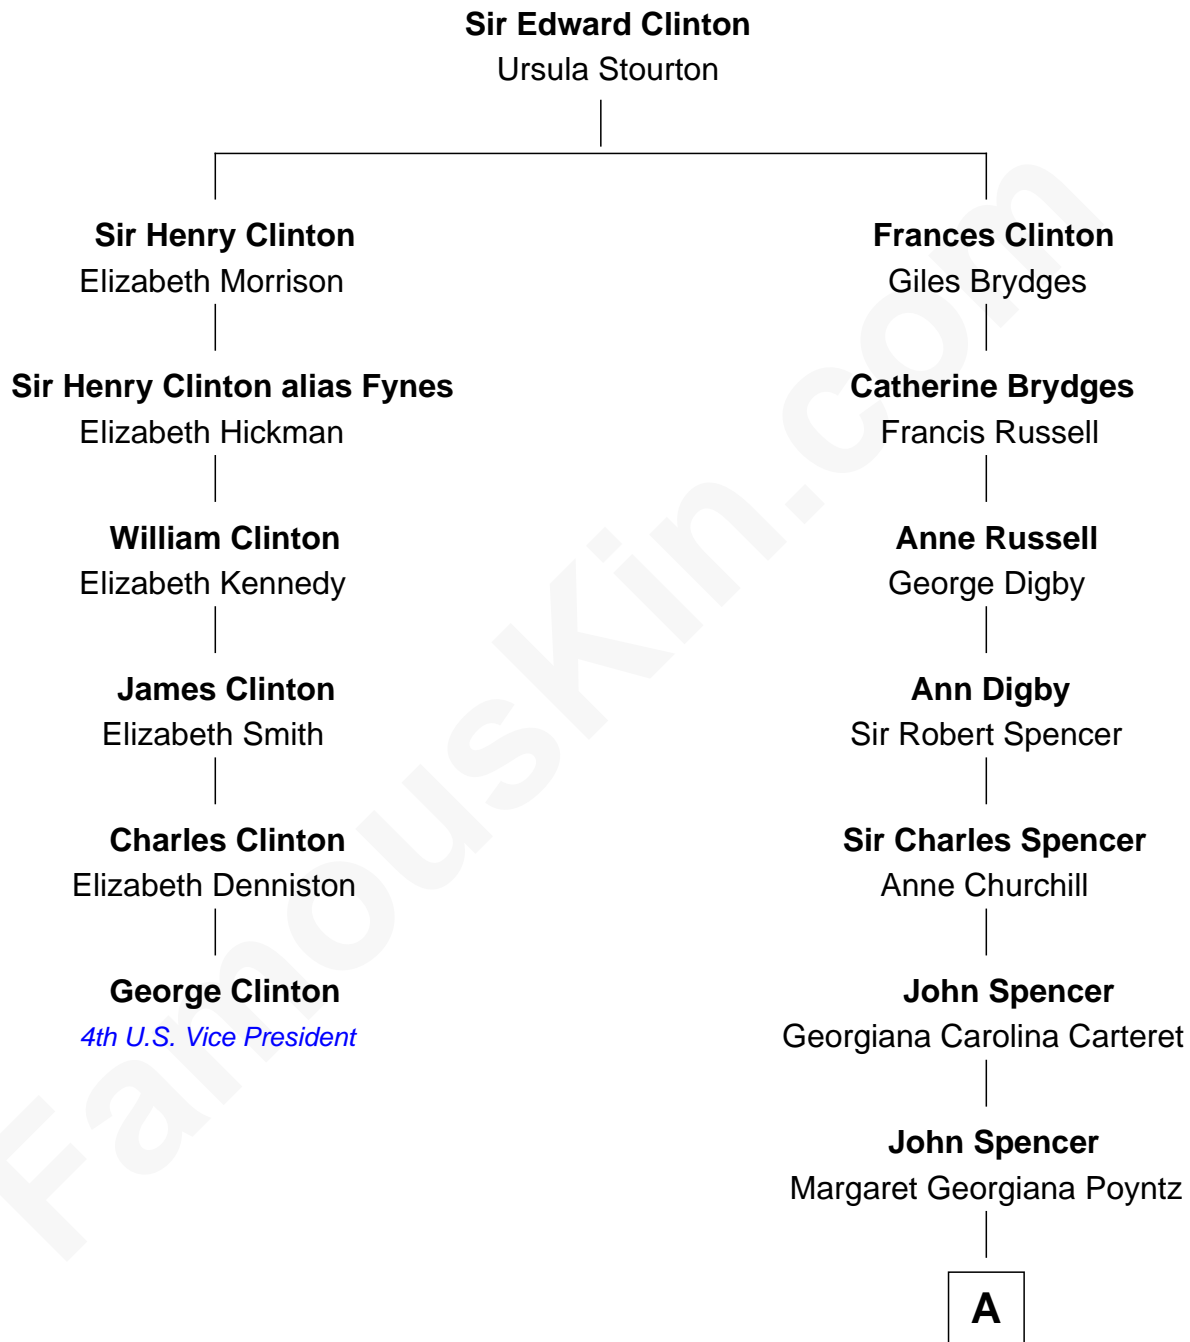 Sir Edward Clinton
Ursula Stourton
Sir Henry Clinton
Elizabeth Morrison
Sir Henry Clinton alias Fynes
Elizabeth Hickman
William Clinton
Elizabeth Kennedy
James Clinton
Elizabeth Smith
Charles Clinton
Elizabeth Denniston
George Clinton
4th U.S. Vice President
Frances Clinton
Giles Brydges
Catherine Brydges
Francis Russell
Anne Russell
George Digby
Ann Digby
Sir Robert Spencer
Sir Charles Spencer
Anne Churchill
John Spencer
Georgiana Carolina Carteret
John Spencer
Margaret Georgiana Poyntz
A
FamousKin.com